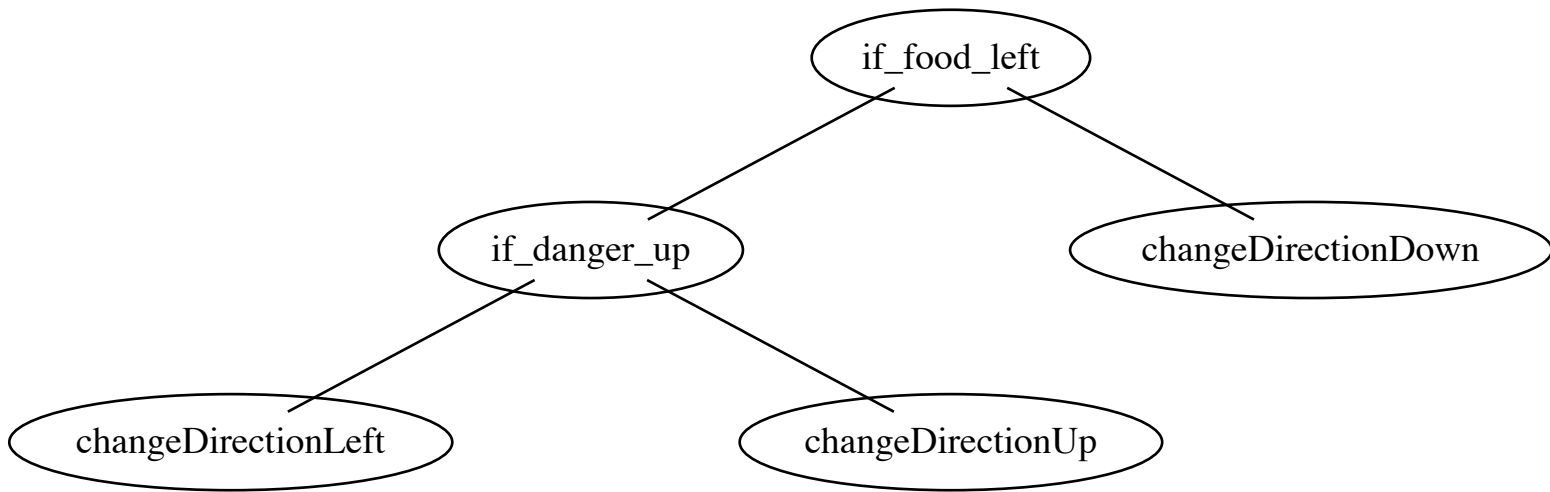 if_food_left
if_danger_up
changeDirectionDown
changeDirectionLeft
changeDirectionUp